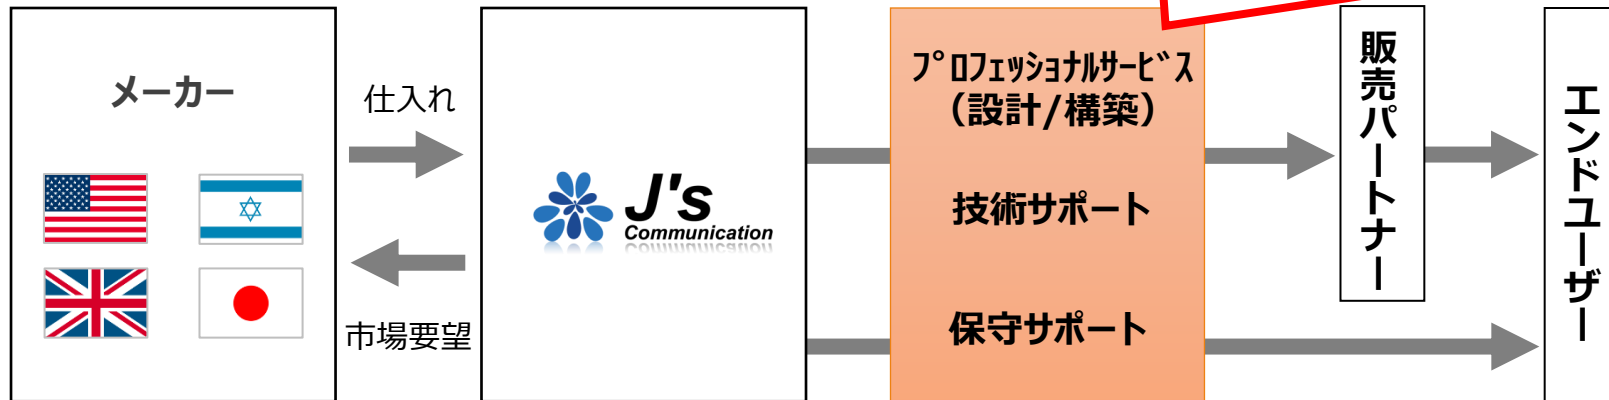 メーカー
仕入れ
市場要望
J's
Communication
ﾌﾟﾛﾌｪｯｼｮﾅﾙｻｰﾋﾞｽ
(設計/構築)
技術サポート
保守サポート
販売パートナー
エンドユーザー